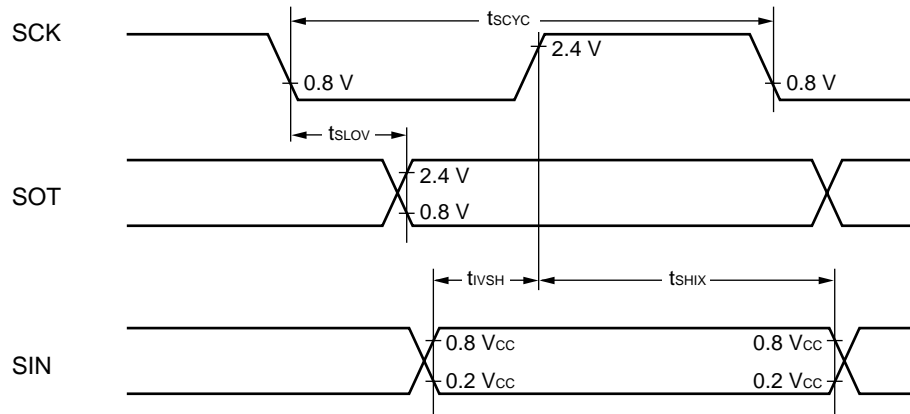 tSCYC
SCK
2.4 V
0.8 V 0.8 V
tSLOV
2.4 V
SOT
0.8 V
tIVSH tSHIX
0.8 VCC 0.8 VCC
SIN
0.2 VCC 0.2 VCC